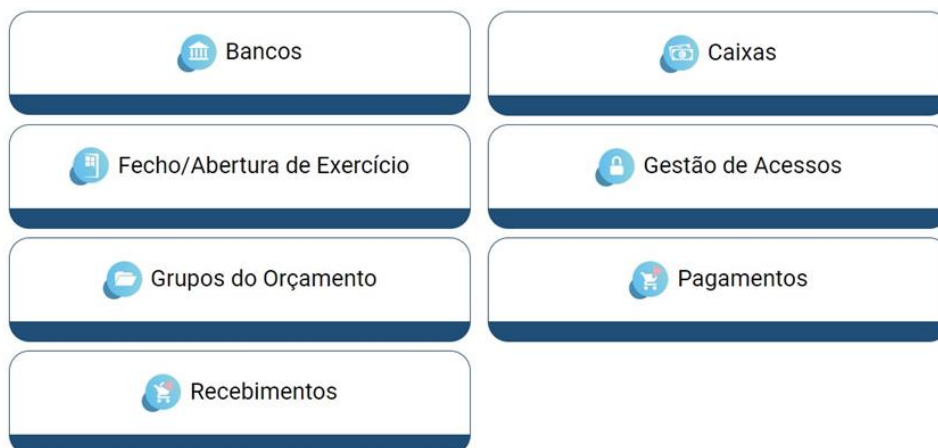 Bancos
Caixas
Fecho/Abertura de Exercício
Gestão de Acessos
Grupos do Orçamento
Pagamentos
Recebimentos